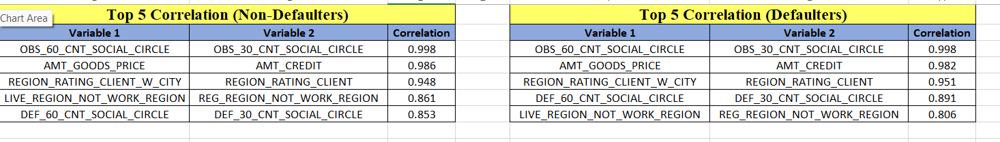 Top 5 Correlation (Non-Defaulters) Top 5 Correlation (Defaulters)
Chart Area
Variable 1 Variable 2 Correlation Variable 1 Variable 2 Correlation
OBS_60_CNT_SOCIAL_CIRCLE OBS_30_CNT_SOCIAL_CIRCLE 0.998 OBS_60_CNT_SOCIAL_CIRCLE OBS_30_CNT_SOCIAL_CIRCLE 0.998
AMT_GOODS_PRICE AMT_CREDIT 0.986 AMT_GOODS_PRICE AMT_CREDIT 0.982
REGION_RATING_CLIENT_W_CITY REGION_RATING_CLIENT 0.948 REGION_RATING_CLIENT_W_CITY REGION_RATING_CLIENT 0.951
LIVE_REGION_NOT_WORK_REGION REG_REGION_NOT_WORK_REGION 0.861 DEF_60_CNT_SOCIAL_CIRCLE DEF_30_CNT_SOCIAL_CIRCLE 0.891
DEF_60_CNT_SOCIAL_CIRCLE DEF_30_CNT_SOCIAL_CIRCLE 0.853 LIVE_REGION_NOT_WORK_REGION REG_REGION_NOT_WORK_REGION 0.806